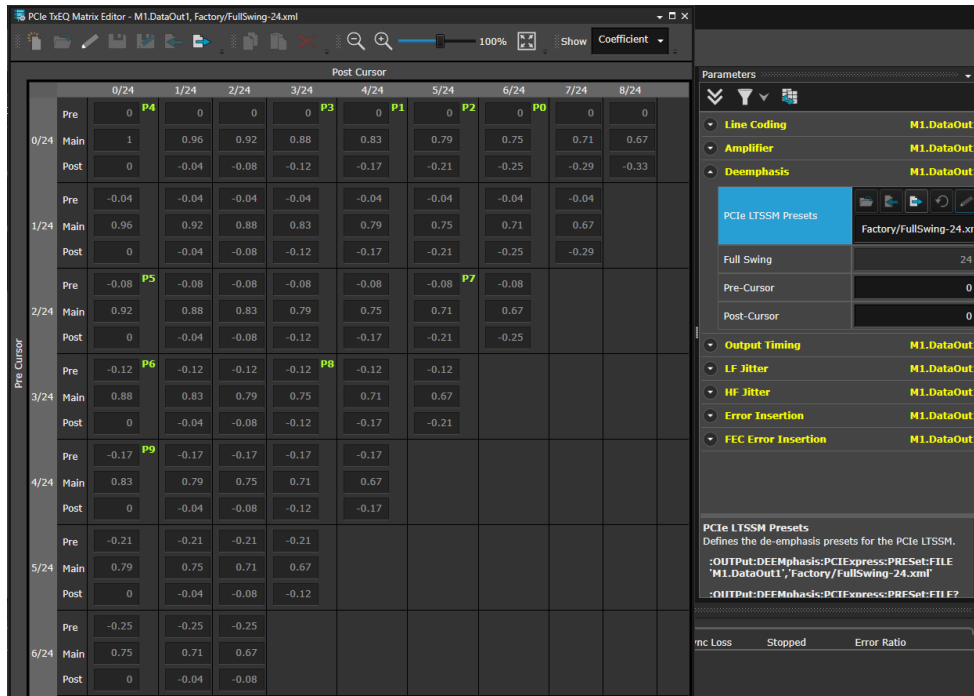 PCIe TxEQ Matrix Editor - M1.DataOut1, Factory/FullSwing-24.xml
100% Show Coefficient
Post Cursor
0/24 1/24 2/24 3/24 4/24 5/24 6/24 7/24 8/24
Pre Cursor
0/24
Pre 0 P4 0 0 0 P3 0 P1 0 P2 0 P0 0 0
Main 1 0.96 0.92 0.88 0.83 0.79 0.75 0.71 0.67
Post 0 -0.04 -0.08 -0.12 -0.17 -0.21 -0.25 -0.29 -0.33
1/24
Pre -0.04 -0.04 -0.04 -0.04 -0.04 -0.04 -0.04 -0.04
Main 0.96 0.92 0.88 0.83 0.79 0.75 0.71 0.67
Post 0 -0.04 -0.08 -0.12 -0.17 -0.21 -0.25 -0.29
2/24
Pre -0.08 P5 -0.08 -0.08 -0.08 -0.08 -0.08 P7 -0.08
Main 0.92 0.88 0.83 0.79 0.75 0.71 0.67
Post 0 -0.04 -0.08 -0.12 -0.17 -0.21 -0.25
3/24
Pre -0.12 P6 -0.12 -0.12 -0.12 P8 -0.12 -0.12
Main 0.88 0.83 0.79 0.75 0.71 0.67
Post 0 -0.04 -0.08 -0.12 -0.17 -0.21
4/24
Pre -0.17 P9 -0.17 -0.17 -0.17 -0.17
Main 0.83 0.79 0.75 0.71 0.67
Post 0 -0.04 -0.08 -0.12 -0.17
5/24
Pre -0.21 -0.21 -0.21 -0.21
Main 0.79 0.75 0.71 0.67
Post 0 -0.04 -0.08 -0.12
6/24
Pre -0.25 -0.25 -0.25
Main 0.75 0.71 0.67
Post 0 -0.04 -0.08
Parameters
Line Coding M1.DataOut
Amplifier M1.DataOut
Deemphasis M1.DataOut
PCIe LTSSM Presets
Factory/FullSwing-24.xm
Full Swing 24
Pre-Cursor 0
Post-Cursor 0
Output Timing M1.DataOut
LF Jitter M1.DataOut
HF Jitter M1.DataOut
Error Insertion M1.DataOut
FEC Error Insertion M1.DataOut
PCIe LTSSM Presets
Defines the de-emphasis presets for the PCIe LTSSM.
:OUTPut:DEEMphasis:PCIExpress:PRESet:FILE
'M1.DataOut1','Factory/FullSwing-24.xml'
:OUTPut:DEEMphasis:PCIExpress:PRESet:FILE?
nc Loss Stopped Error Ratio